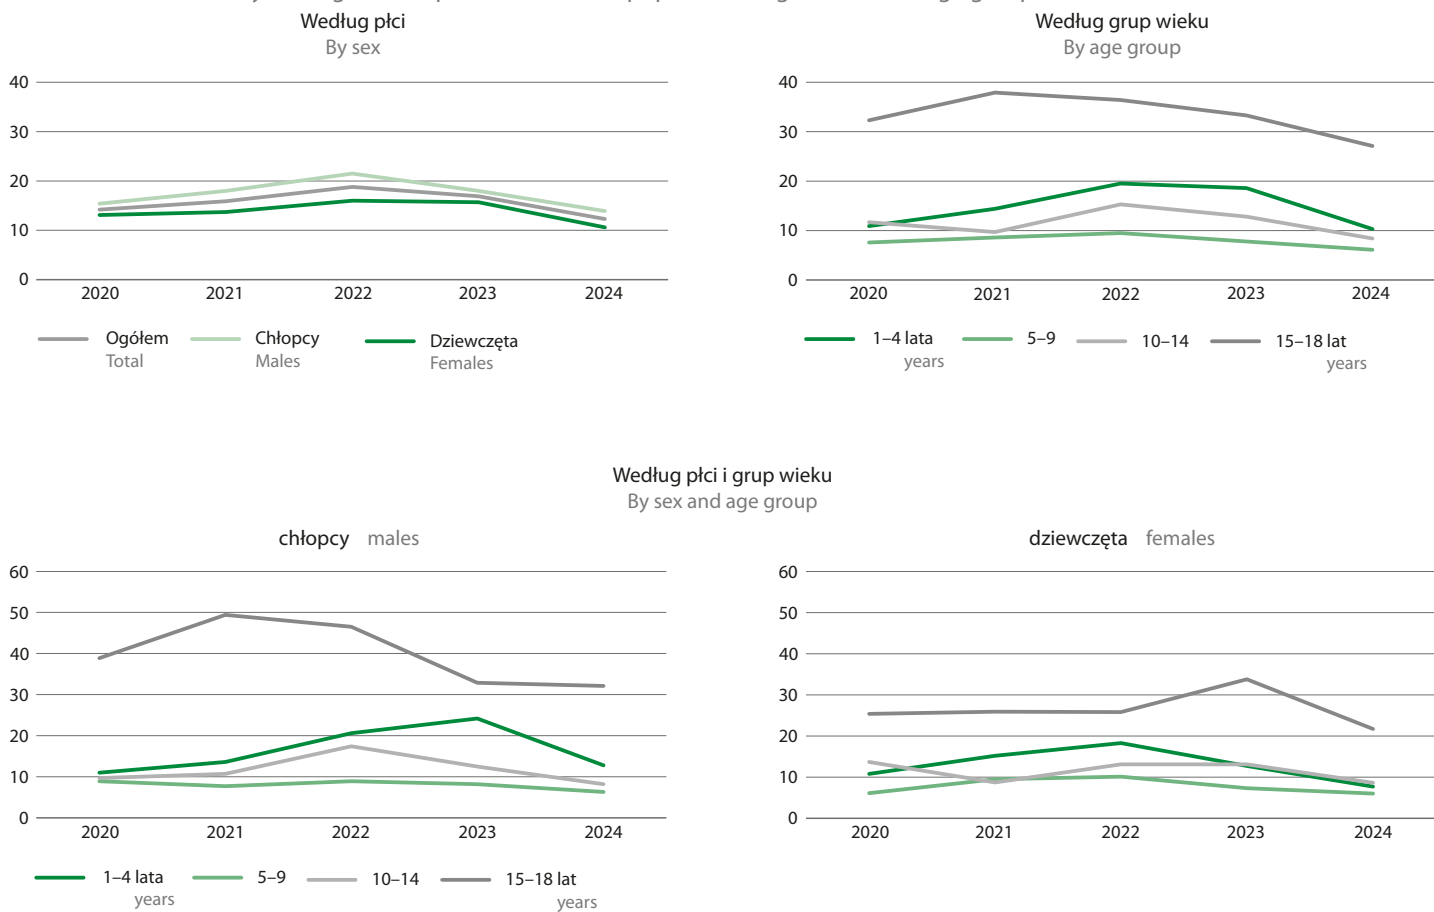 Według płci
By sex
40
30
20
10
0
2020 2021 2022 2023 2024
Ogółem
Total
Chłopcy
Males
Dziewczęta
Females
Według grup wieku
By age group
40
30
20
10
0
2020 2021 2022 2023 2024
1–4 lata
years
5–9
10–14
15–18 lat
years
Według płci i grup wieku
By sex and age group
chłopcy males
60
50
40
30
20
10
0
2020 2021 2022 2023 2024
1–4 lata
years
5–9
10–14
15–18 lat
years
dziewczęta females
60
50
40
30
20
10
0
2020 2021 2022 2023 2024